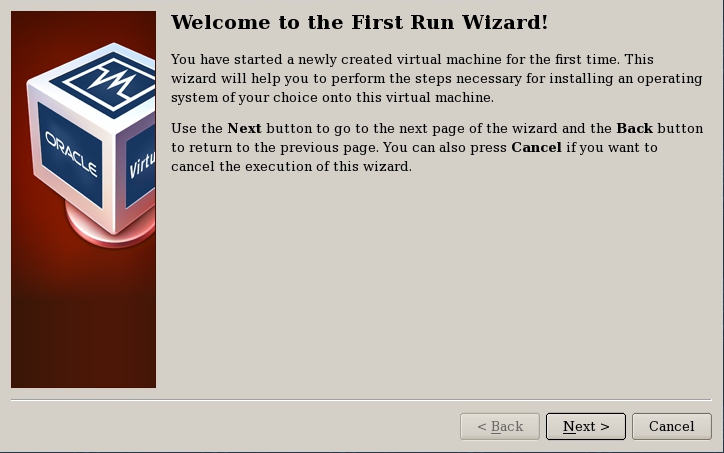 Welcome to the First Run Wizard!
You have started a newly created virtual machine for the first time. This
wizard will help you to perform the steps necessary for installing an operating
system of your choice onto this virtual machine.
Use the Next button to go to the next page of the wizard and the Back button
to return to the previous page. You can also press Cancel if you want to
cancel the execution of this wizard.
ORACLE
Virtu
< Back
Next >
Cancel